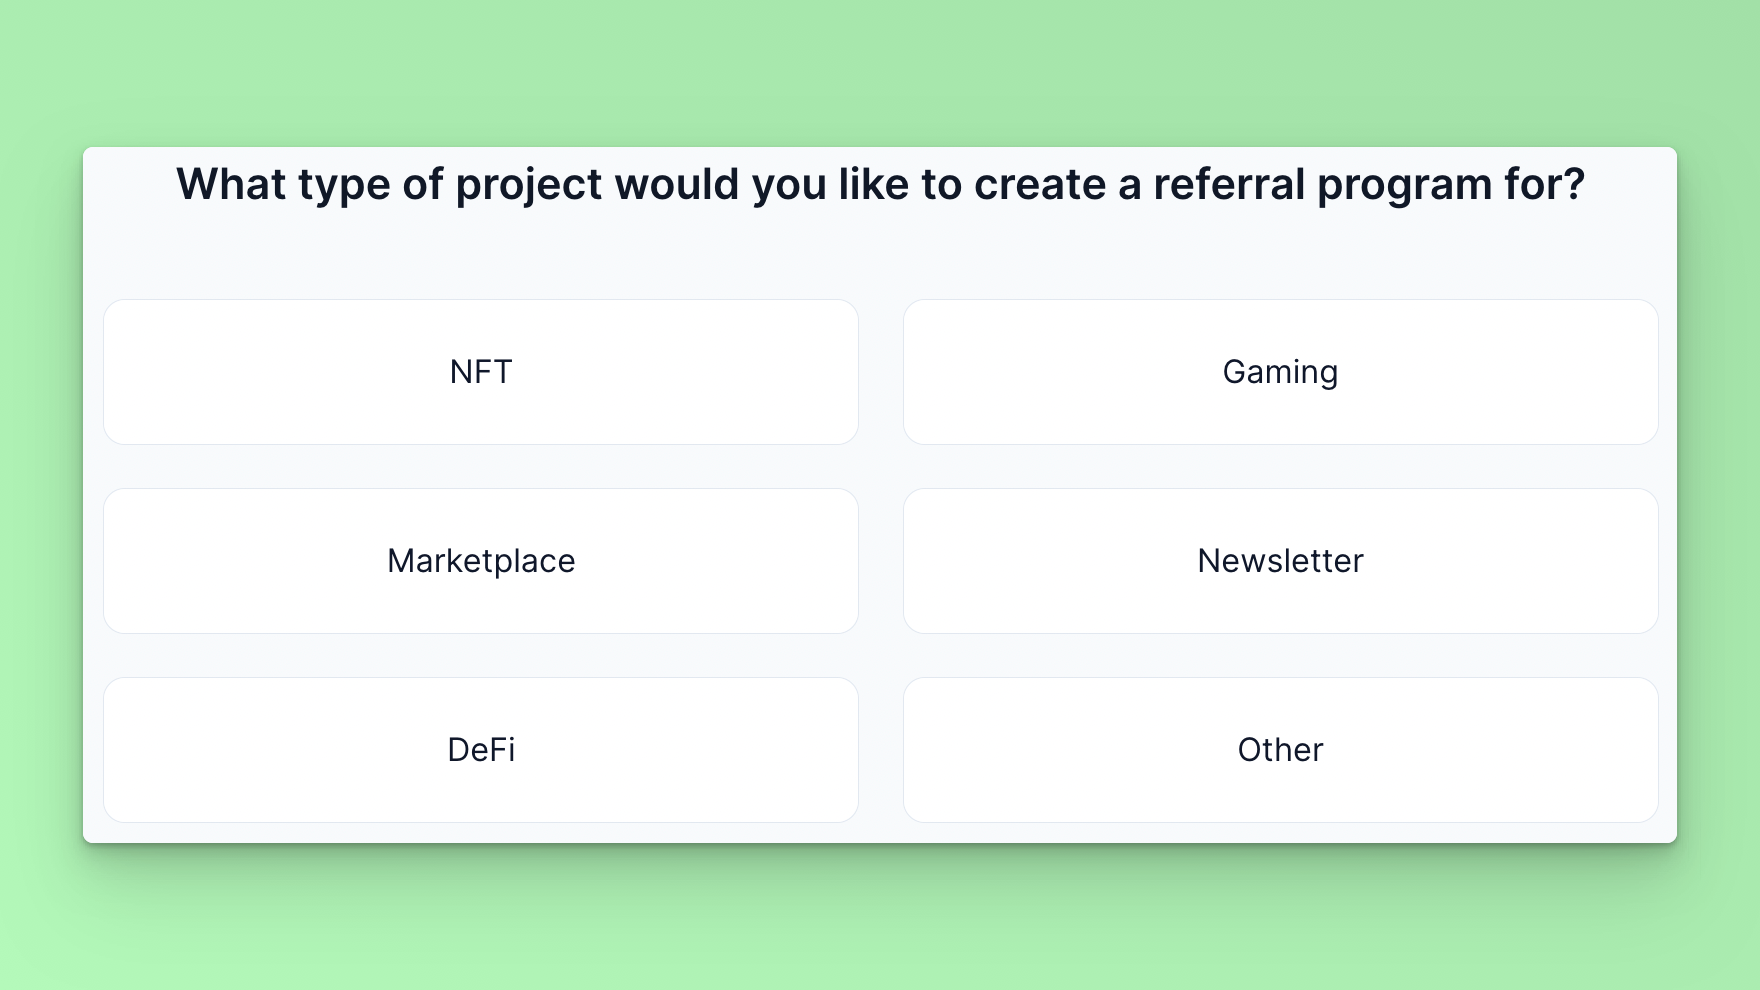 What type of project would you like to create a referral program for?
NFT
Gaming
Marketplace
Newsletter
DeFi
Other